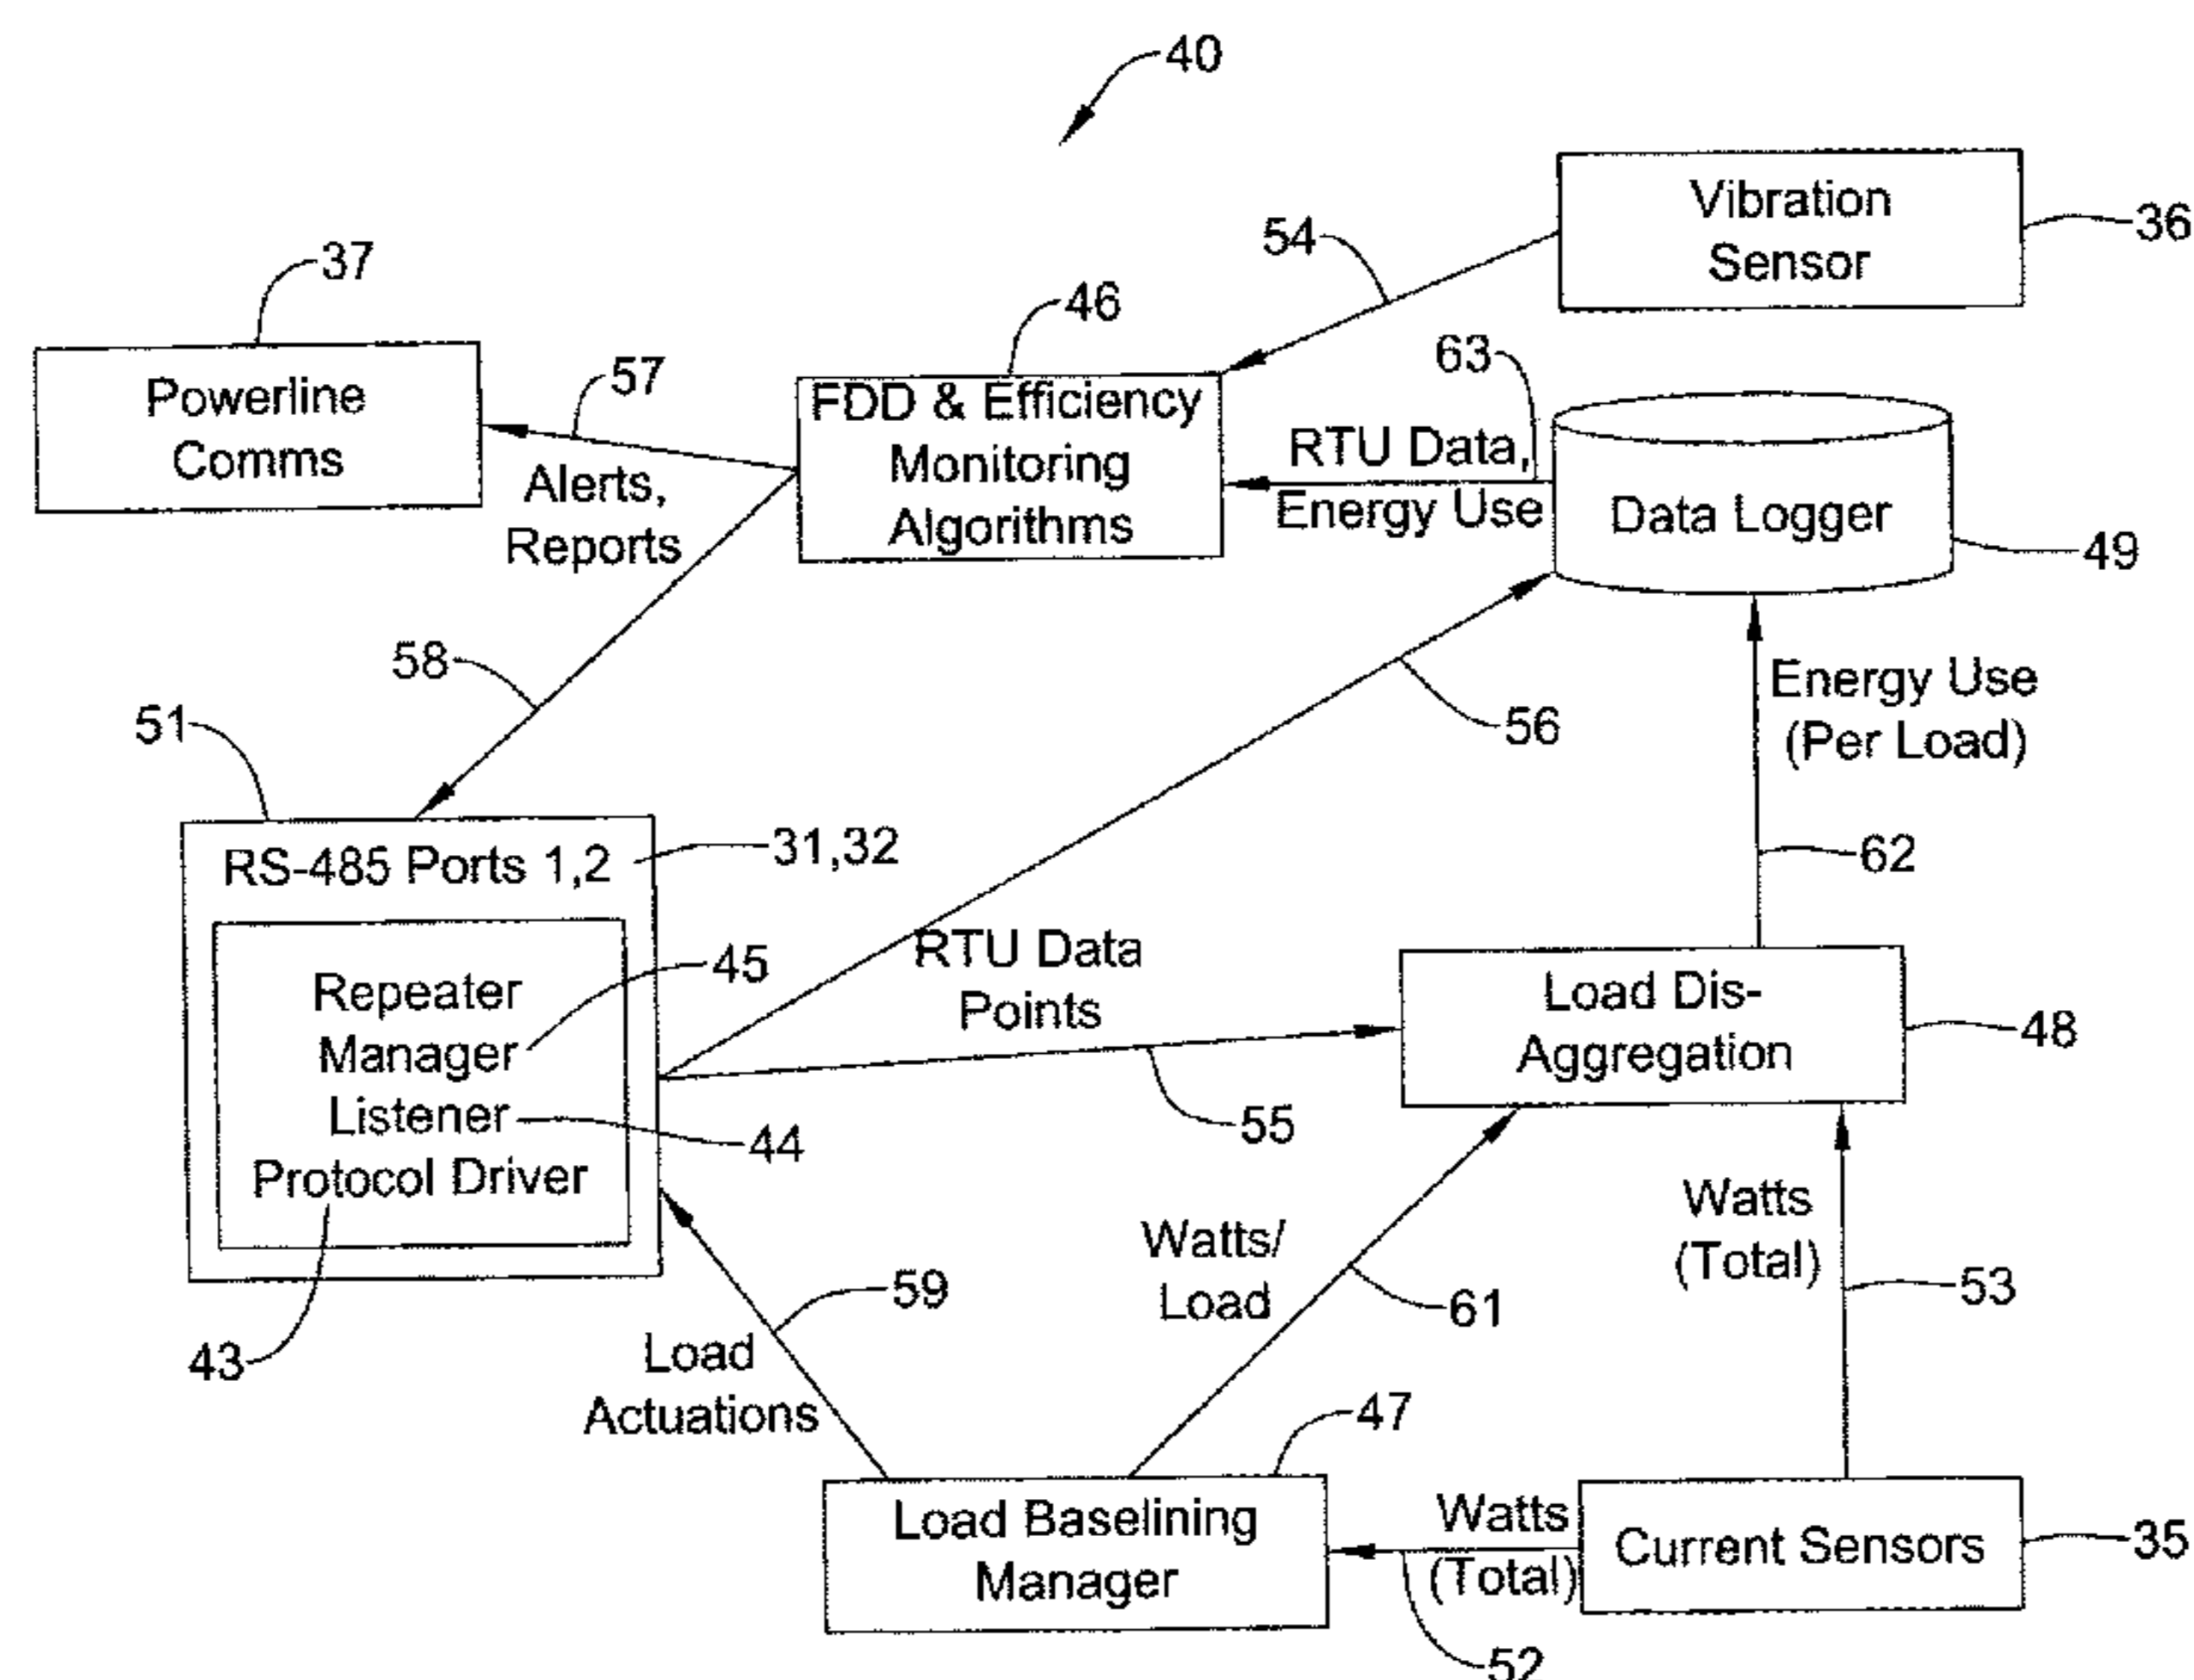 40
Vibration
Sensor
36
54
37
46
Powerline
Comms
57
Alerts,
Reports
FDD & Efficiency
Monitoring
Algorithms
63
RTU Data,
Energy Use
Data Logger
49
58
56
Energy Use
(Per Load)
62
51
RS-485 Ports 1,2
31,32
Repeater
Manager
45
Listener
44
Protocol Driver
43
RTU Data
Points
55
Load Dis-
Aggregation
48
Watts/
Load
61
Watts
(Total)
53
59
Load
Actuations
47
Load Baselining
Manager
Watts
(Total)
52
Current Sensors
35